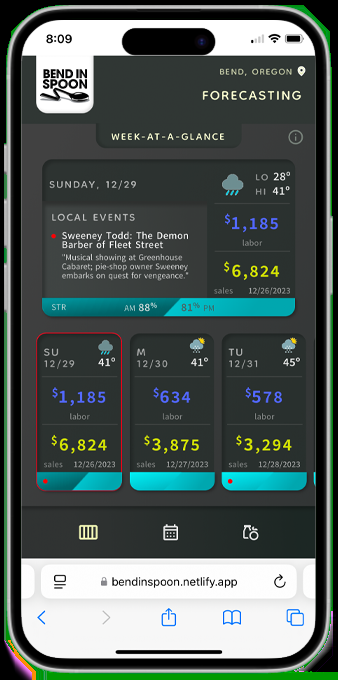 8:09
BEND IN
SPOON
BEND, OREGON
FORECASTING
WEEK-AT-A-GLANCE
SUNDAY, 12/29
LO 28°
HI 41°
LOCAL EVENTS
Sweeney Todd: The Demon
Barber of Fleet Street
"Musical showing at Greenhouse
Cabaret; pie-shop owner Sweeney
embarks on quest for vengeance."
$1,185
labor
$6,824
sales 12/26/2023
STR AM 88% 81% PM
SU
12/29 41°
$1,185
labor
$6,824
sales 12/26/2023
M
12/30 41°
$634
labor
$3,875
sales 12/27/2023
TU
12/31 45°
$578
labor
$3,294
sales 12/28/2023
bendinspoon.netlify.app